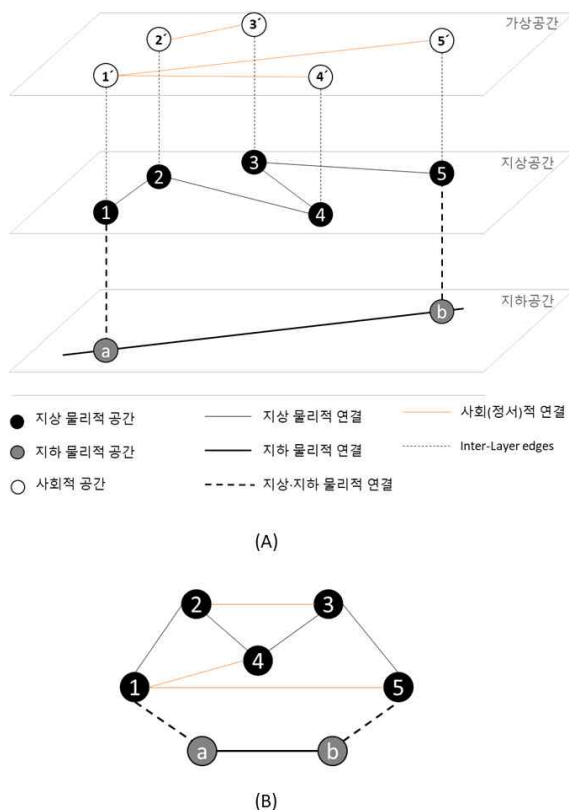 가상공간
3´
2´
5´
1´
4´
지상공간
3
2
5
1
4
지하공간
b
a
지상 물리적 공간
지상 물리적 연결
사회(정서)적 연결
지하 물리적 공간
지하 물리적 연결
Inter-Layer edges
사회적 공간
지상·지하 물리적 연결
(A)
2
3
4
1
5
a
b
(B)